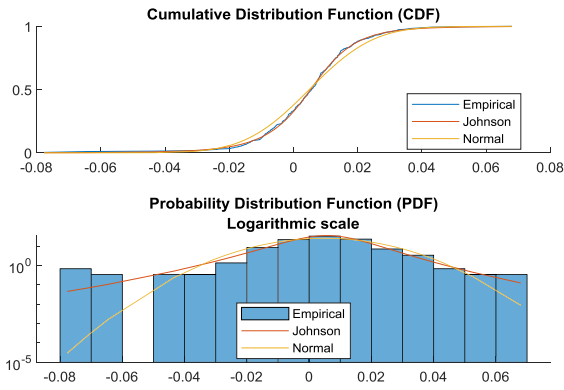 Cumulative Distribution Function (CDF)
1
0.5
0
-0.08 -0.06 -0.04 -0.02 0 0.02 0.04 0.06 0.08
Empirical
Johnson
Normal
Probability Distribution Function (PDF)
Logarithmic scale
10^0
10^-5
-0.08 -0.06 -0.04 -0.02 0 0.02 0.04 0.06
Empirical
Johnson
Normal